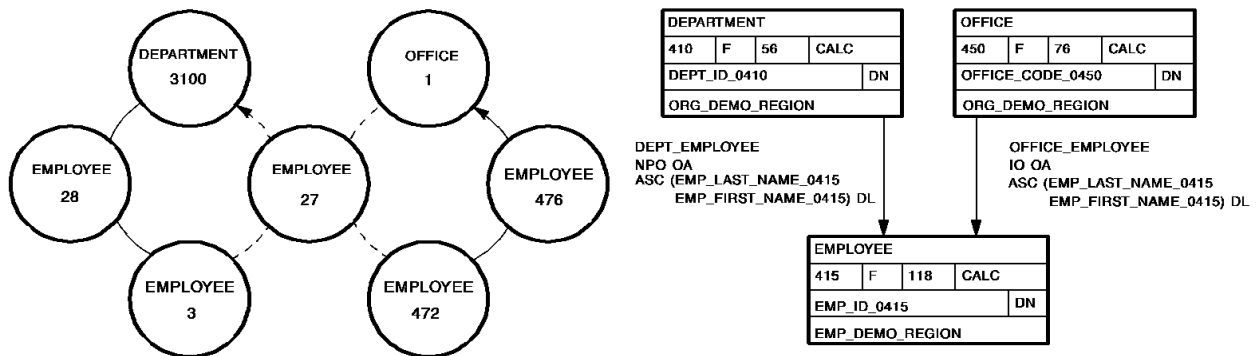 DEPARTMENT
3100
OFFICE
1
EMPLOYEE
28
EMPLOYEE
27
EMPLOYEE
476
EMPLOYEE
3
EMPLOYEE
472
DEPARTMENT
410 F 56 CALC
DEPT_ID_0410 DN
ORG_DEMO_REGION
OFFICE
450 F 76 CALC
OFFICE_CODE_0450 DN
ORG_DEMO_REGION
DEPT_EMPLOYEE
NPO OA
ASC (EMP_LAST_NAME_0415
EMP_FIRST_NAME_0415) DL
OFFICE_EMPLOYEE
IO OA
ASC (EMP_LAST_NAME_0415
EMP_FIRST_NAME_0415) DL
EMPLOYEE
415 F 118 CALC
EMP_ID_0415 DN
EMP_DEMO_REGION